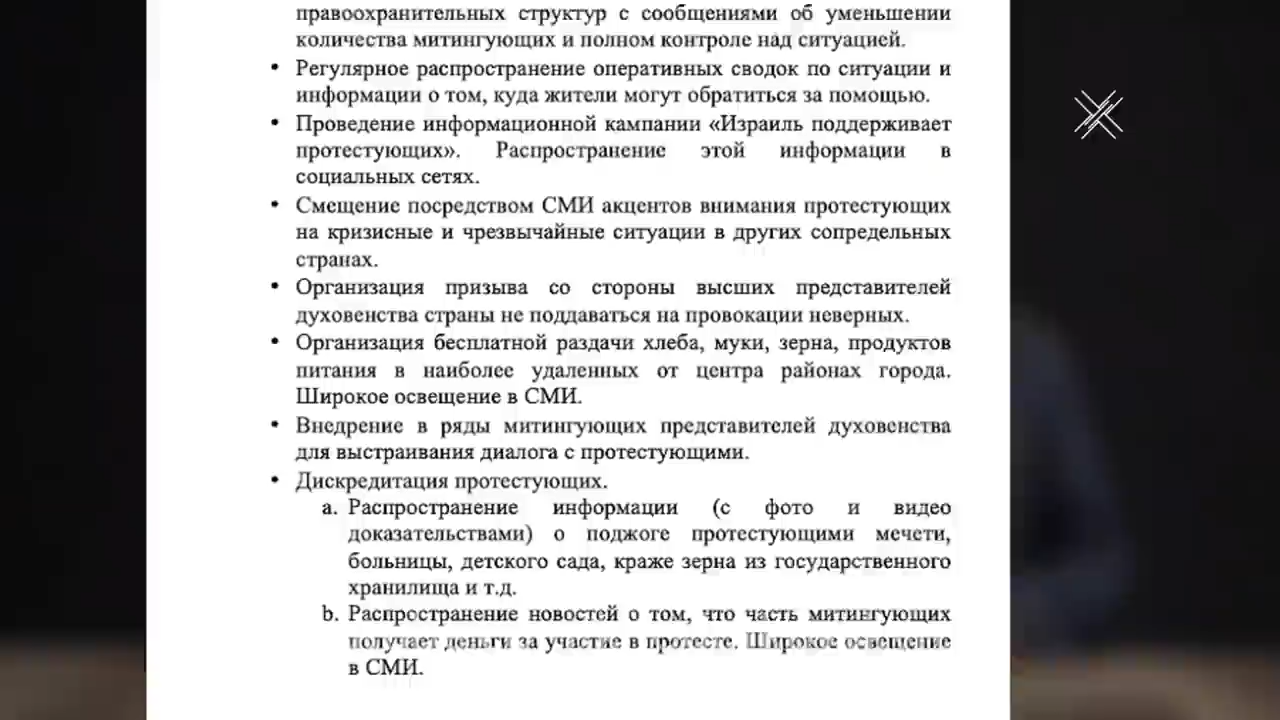 правоохранительных структур с сообщениями об уменьшении
количества митингующих и полном контроле над ситуацией.
• Регулярное распространение оперативных сводок по ситуации и
информации о том, куда жители могут обратиться за помощью.
• Проведение информационной кампании «Израиль поддерживает
протестующих». Распространение этой информации в
социальных сетях.
• Смещение посредством СМИ акцентов внимания протестующих
на кризисные и чрезвычайные ситуации в других сопредельных
странах.
• Организация призыва со стороны высших представителей
духовенства страны не поддаваться на провокации неверных.
• Организация бесплатной раздачи хлеба, муки, зерна, продуктов
питания в наиболее удаленных от центра районах города.
Широкое освещение в СМИ.
• Внедрение в ряды митингующих представителей духовенства
для выстраивания диалога с протестующими.
• Дискредитация протестующих.
a. Распространение информации (с фото и видео
доказательствами) о поджоге протестующими мечети,
больницы, детского сада, краже зерна из государственного
хранилища и т.д.
b. Распространение новостей о том, что часть митингующих
получает деньги за участие в протесте. Широкое освещение
в СМИ.